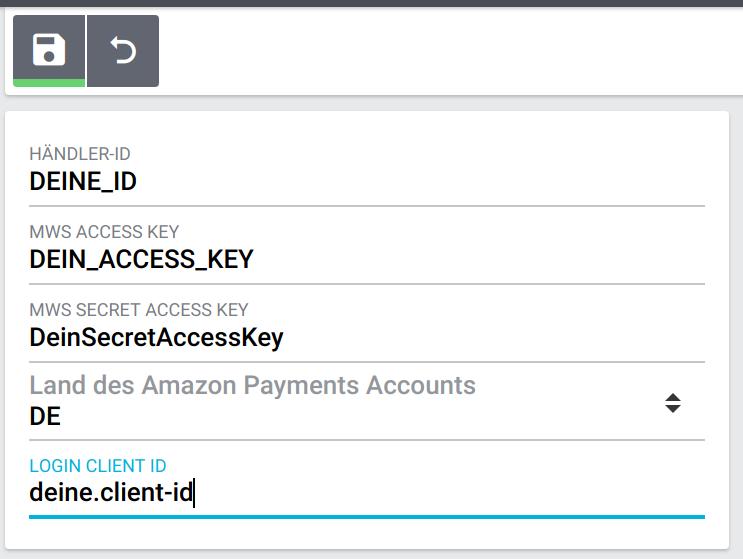 HÄNDLER-ID
DEINE_ID
MWS ACCESS KEY
DEIN_ACCESS_KEY
MWS SECRET ACCESS KEY
DeinSecretAccessKey
Land des Amazon Payments Accounts
DE
LOGIN CLIENT ID
deine.client-id